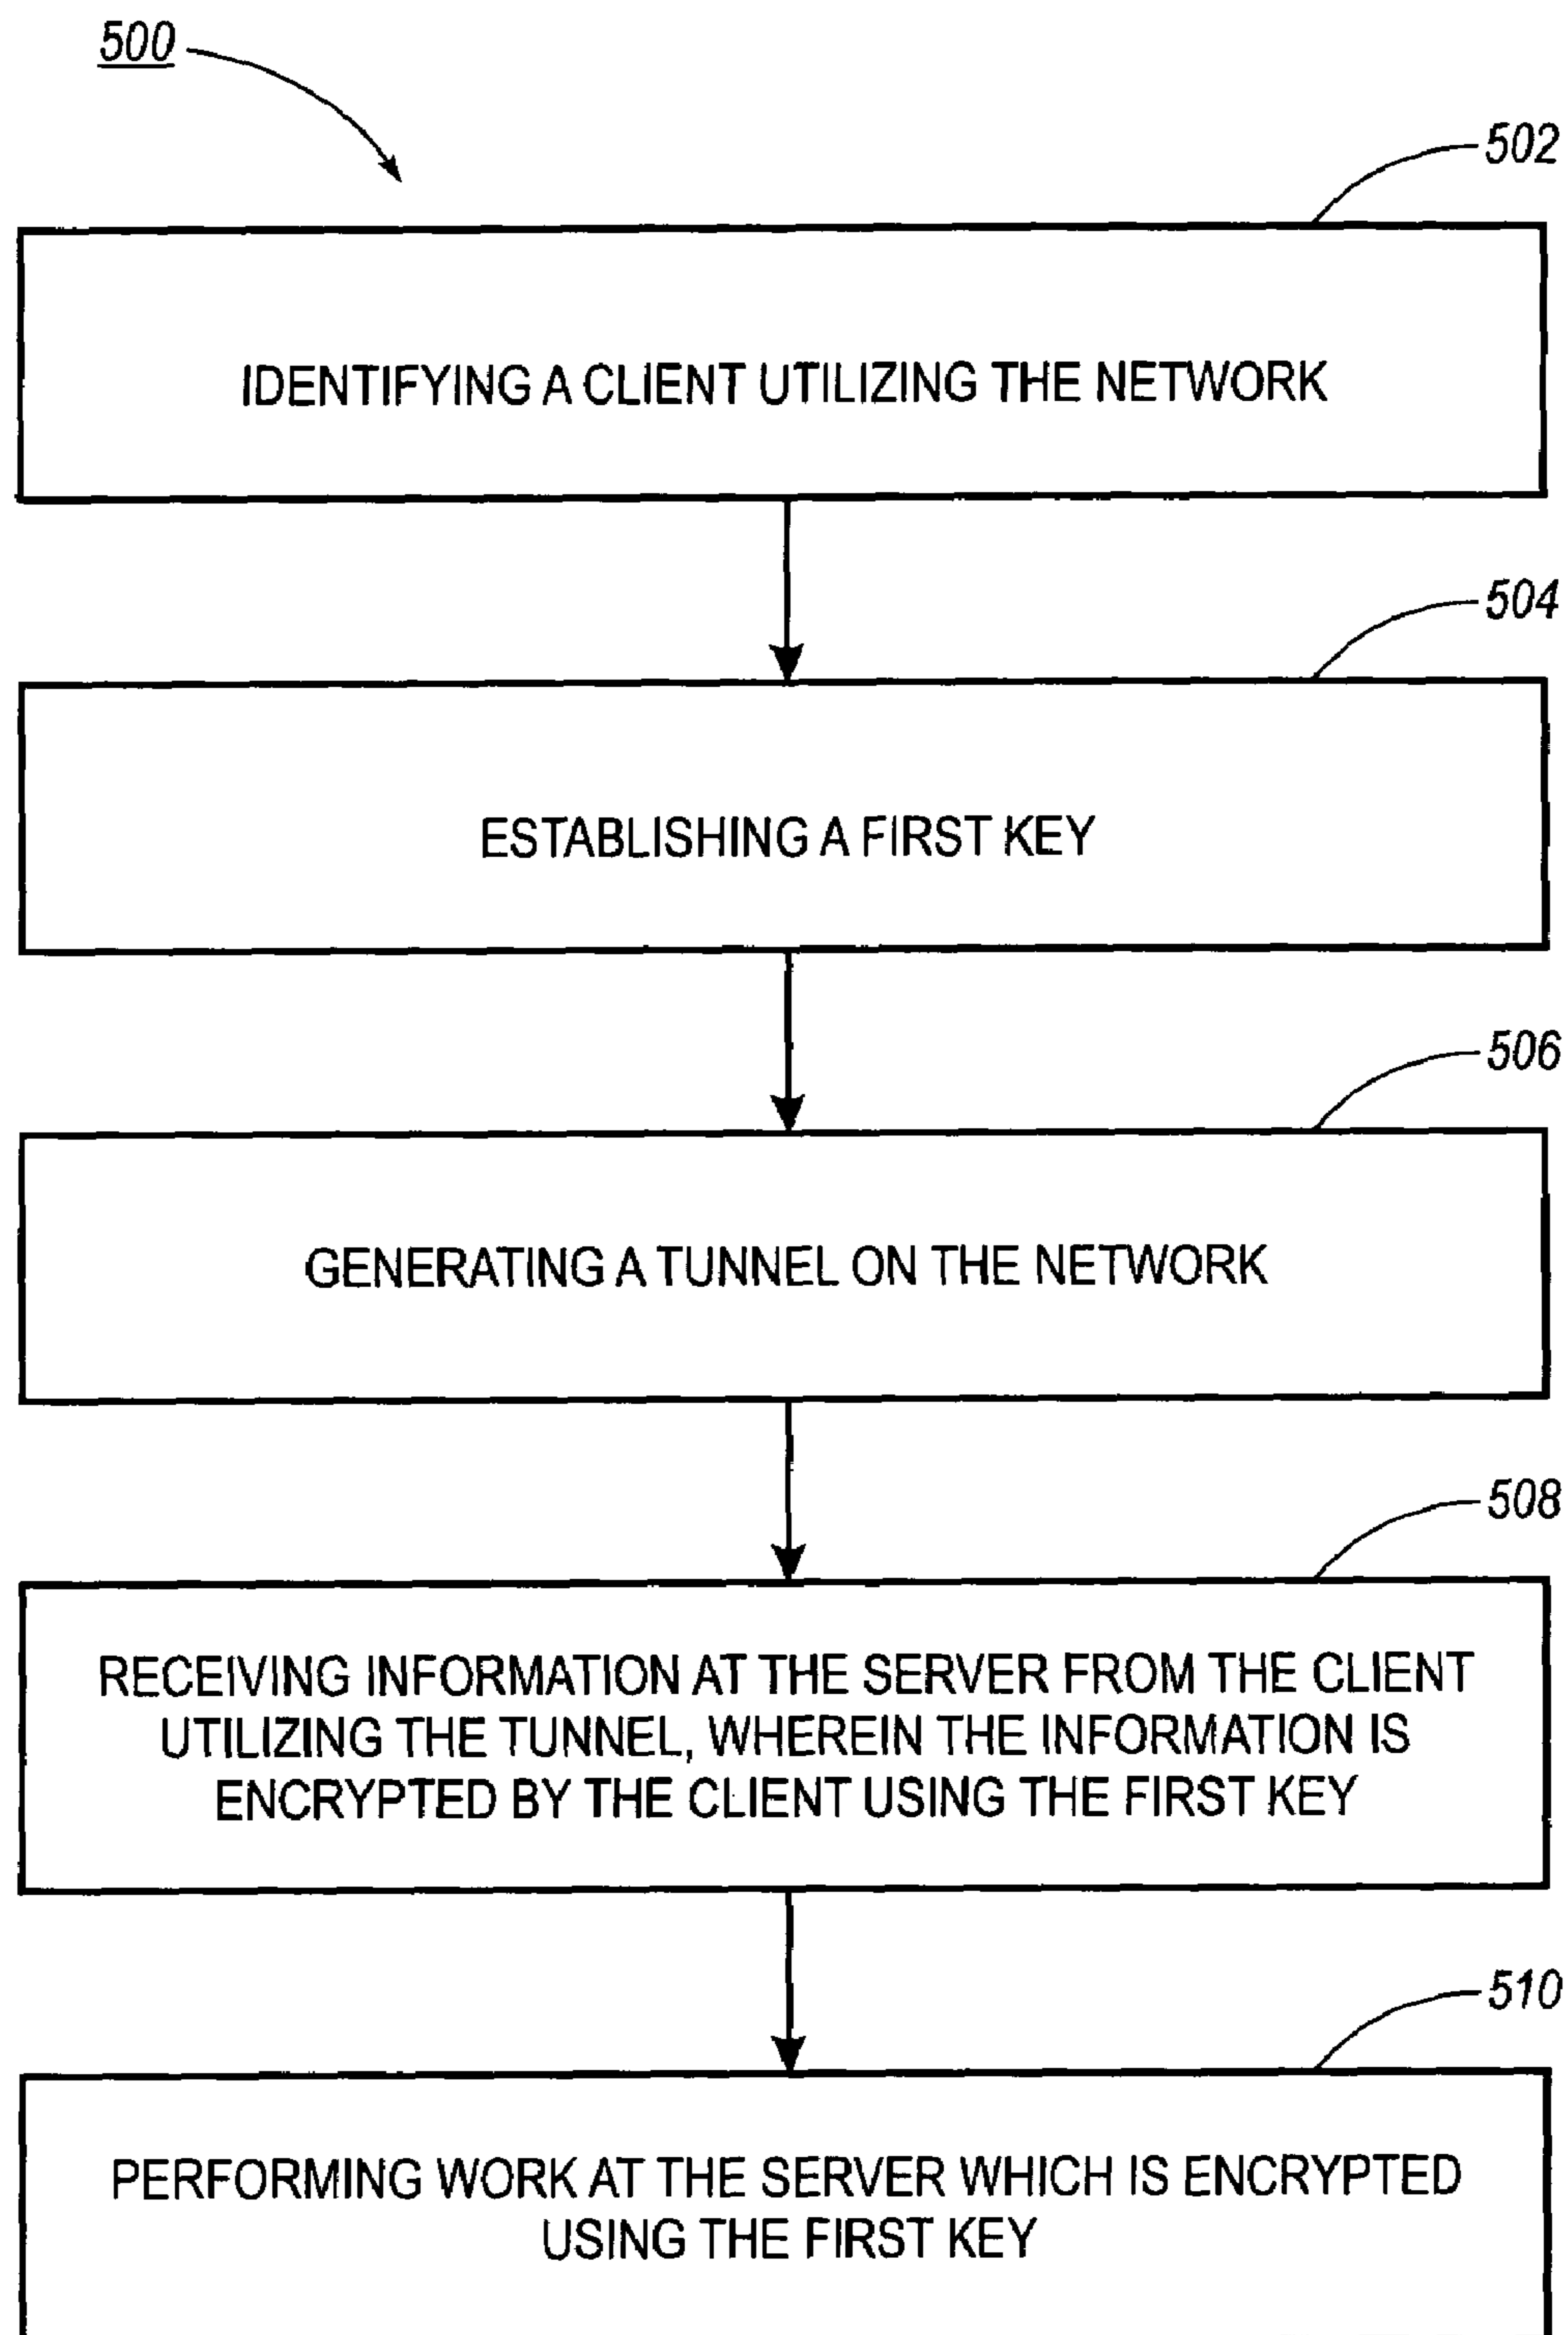 500
502
IDENTIFYING A CLIENT UTILIZING THE NETWORK
504
ESTABLISHING A FIRST KEY
506
GENERATING A TUNNEL ON THE NETWORK
508
RECEIVING INFORMATION AT THE SERVER FROM THE CLIENT
UTILIZING THE TUNNEL, WHEREIN THE INFORMATION IS
ENCRYPTED BY THE CLIENT USING THE FIRST KEY
510
PERFORMING WORK AT THE SERVER WHICH IS ENCRYPTED
USING THE FIRST KEY